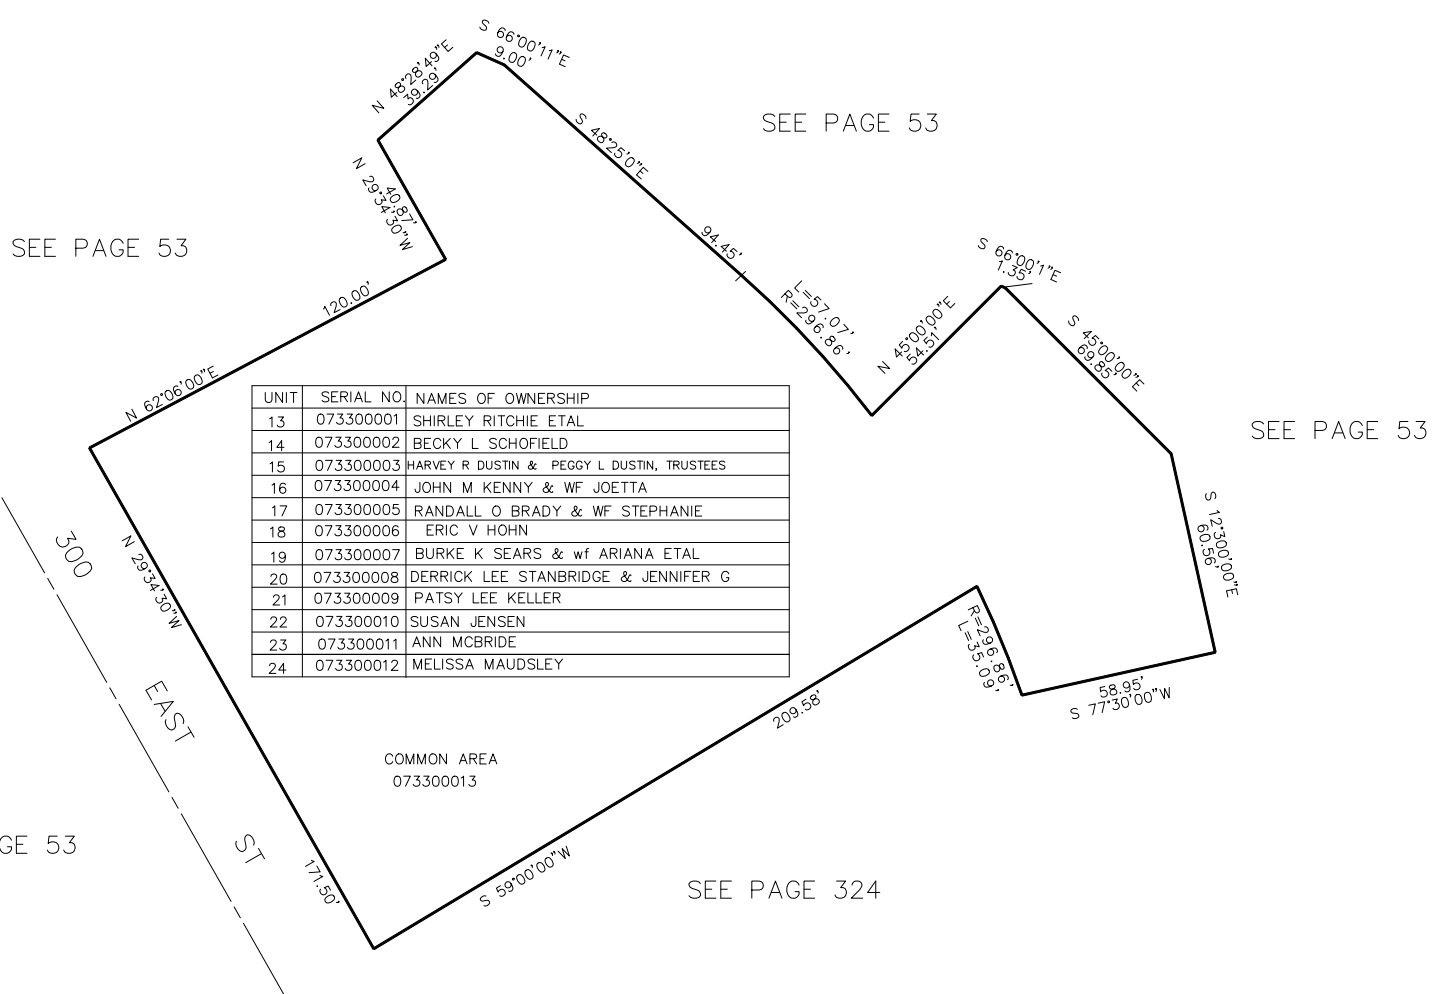 S 66°00'11"E
9.00'
N 48°28'49"E
39.29'
S 48°25'0"E
94.45'
SEE PAGE 53
N 29°34'30"W
40.87'
SEE PAGE 53
120.00'
N 62°06'00"E
L=57.07'
R=296.86'
N 45°00'00"E
54.51'
S 66°00'1"E
1.35'
S 45°00'00"E
69.85'
SEE PAGE 53
UNIT SERIAL NO. NAMES OF OWNERSHIP
13 073300001 SHIRLEY RITCHIE ETAL
14 073300002 BECKY L SCHOFIELD
15 073300003 HARVEY R DUSTIN & PEGGY L DUSTIN, TRUSTEES
16 073300004 JOHN M KENNY & WF JOETTA
17 073300005 RANDALL O BRADY & WF STEPHANIE
18 073300006 ERIC V HOHN
19 073300007 BURKE K SEARS & wf ARIANA ETAL
20 073300008 DERRICK LEE STANBRIDGE & JENNIFER G
21 073300009 PATSY LEE KELLER
22 073300010 SUSAN JENSEN
23 073300011 ANN MCBRIDE
24 073300012 MELISSA MAUDSLEY
S 12°300'00"E
60.56'
R=296.86'
L=35.09'
58.95'
S 77°30'00"W
300 EAST ST
N 29°34'30"W
171.50'
209.58'
S 59°00'00"W
COMMON AREA
073300013
GE 53
SEE PAGE 324